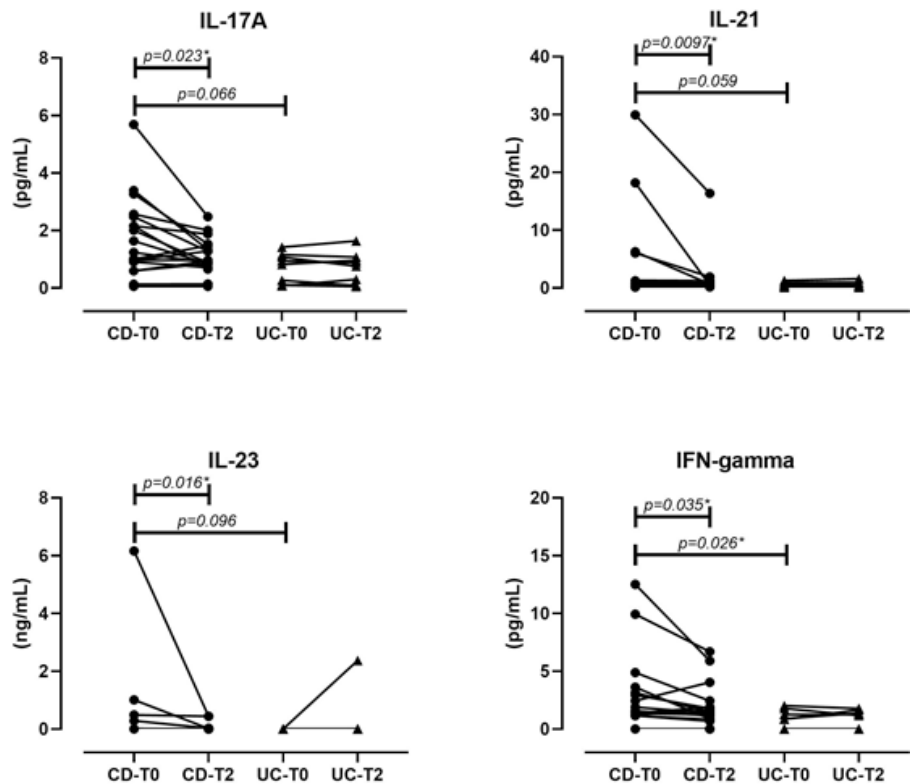 IL-17A
p=0.023*
p=0.066
(pg/mL)
8
6
4
2
0
CD-T0 CD-T2 UC-T0 UC-T2
IL-21
p=0.0097*
p=0.059
(pg/mL)
40
30
20
10
0
CD-T0 CD-T2 UC-T0 UC-T2
IL-23
p=0.016*
p=0.096
(ng/mL)
8
6
4
2
0
CD-T0 CD-T2 UC-T0 UC-T2
IFN-gamma
p=0.035*
p=0.026*
(pg/mL)
20
15
10
5
0
CD-T0 CD-T2 UC-T0 UC-T2